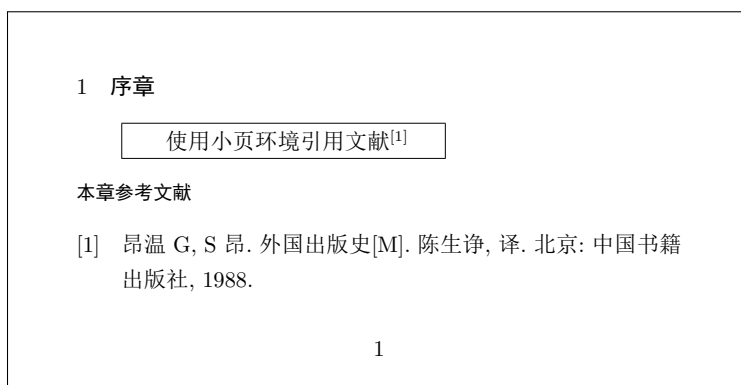 1 序章
使用小页环境引用文献[1]
本章参考文献
[1] 昂温 G, S 昂. 外国出版史[M]. 陈生诤, 译. 北京: 中国书籍
出版社, 1988.
1